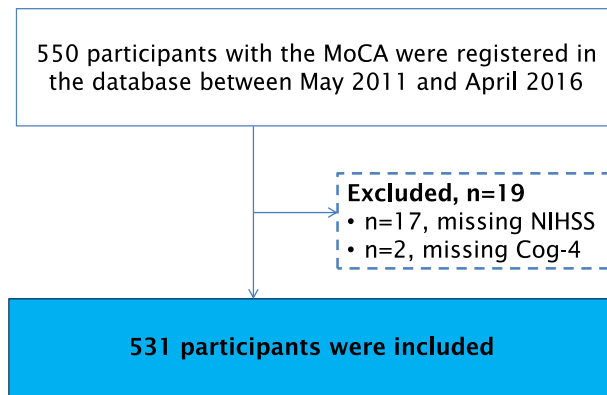 550 participants with the MoCA were registered in
the database between May 2011 and April 2016
Excluded, n=19
• n=17, missing NIHSS
• n=2, missing Cog-4
531 participants were included